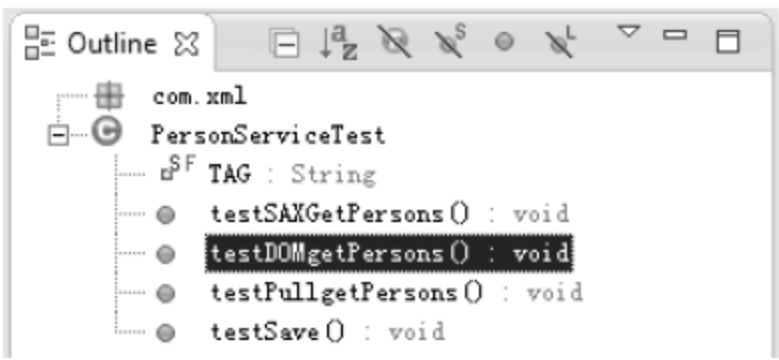 Outline
com.xml
PersonServiceTest
S F TAG : String
testSAXGetPersons() : void
testDOMgetPersons() : void
testPullgetPersons() : void
testSave() : void